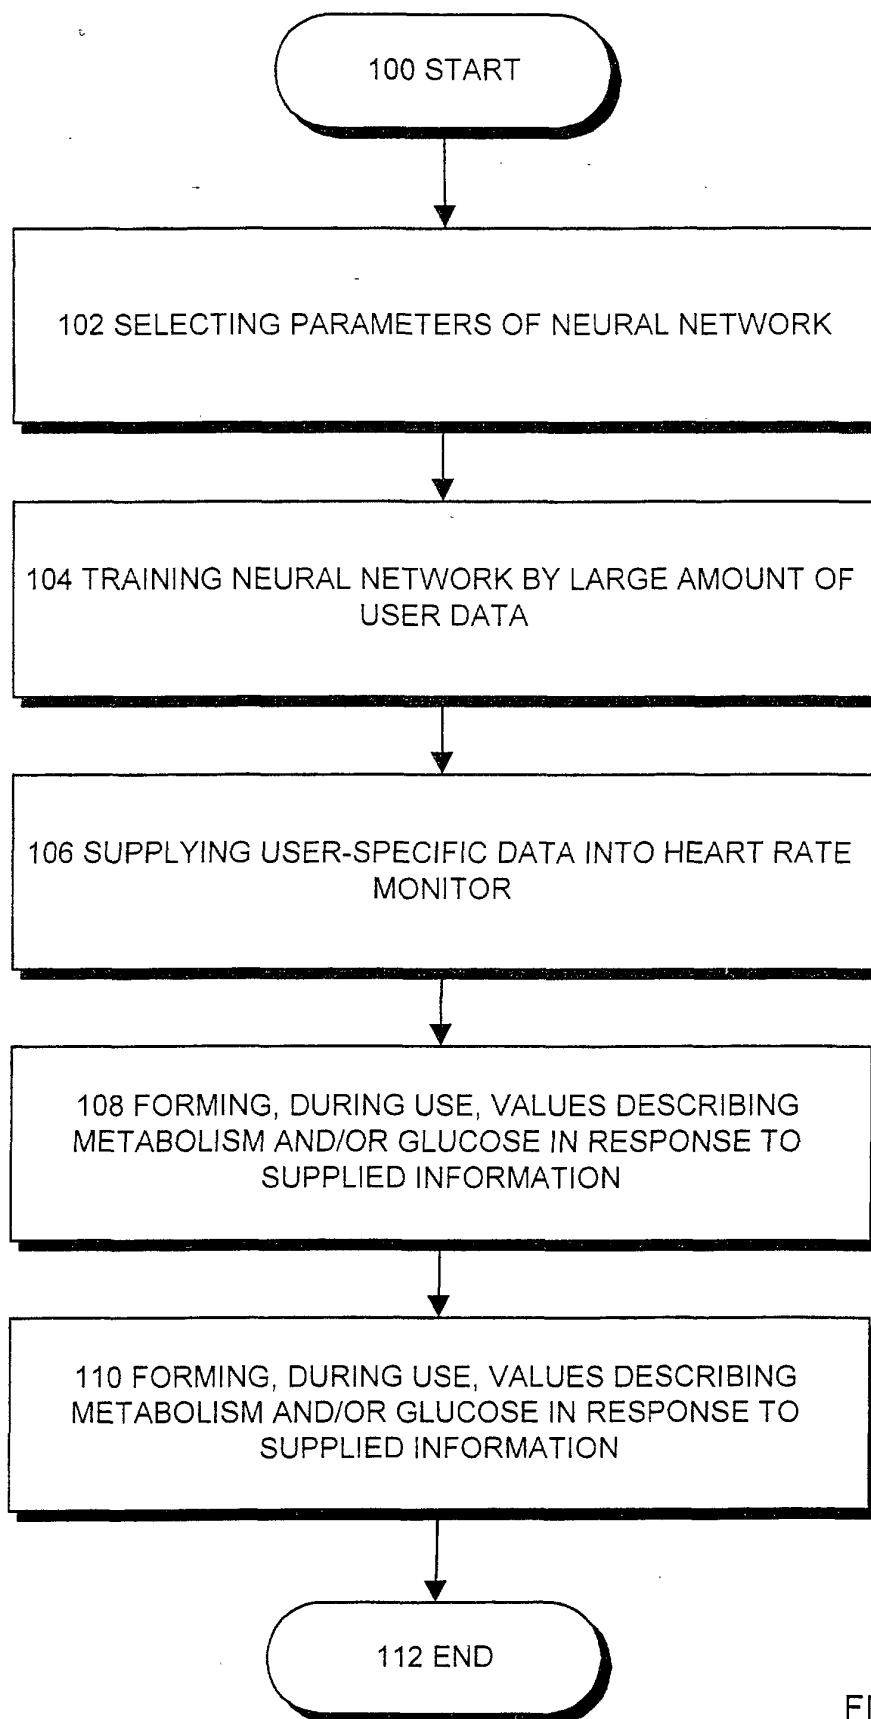 100 START
102 SELECTING PARAMETERS OF NEURAL NETWORK
104 TRAINING NEURAL NETWORK BY LARGE AMOUNT OF
USER DATA
106 SUPPLYING USER-SPECIFIC DATA INTO HEART RATE
MONITOR
108 FORMING, DURING USE, VALUES DESCRIBING
METABOLISM AND/OR GLUCOSE IN RESPONSE TO
SUPPLIED INFORMATION
110 FORMING, DURING USE, VALUES DESCRIBING
METABOLISM AND/OR GLUCOSE IN RESPONSE TO
SUPPLIED INFORMATION
112 END